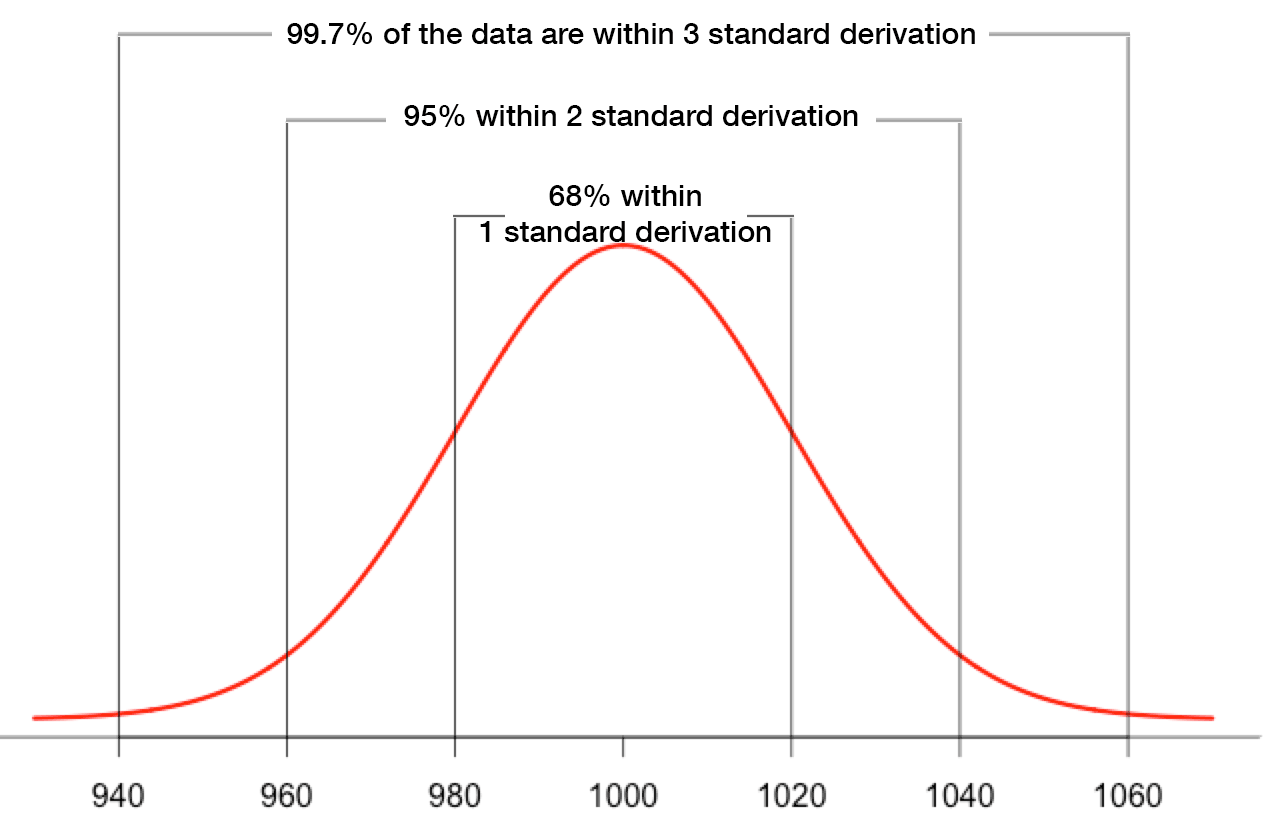 99.7% of the data are within 3 standard derivation
95% within 2 standard derivation
68% within
1 standard derivation
940 960 980 1000 1020 1040 1060